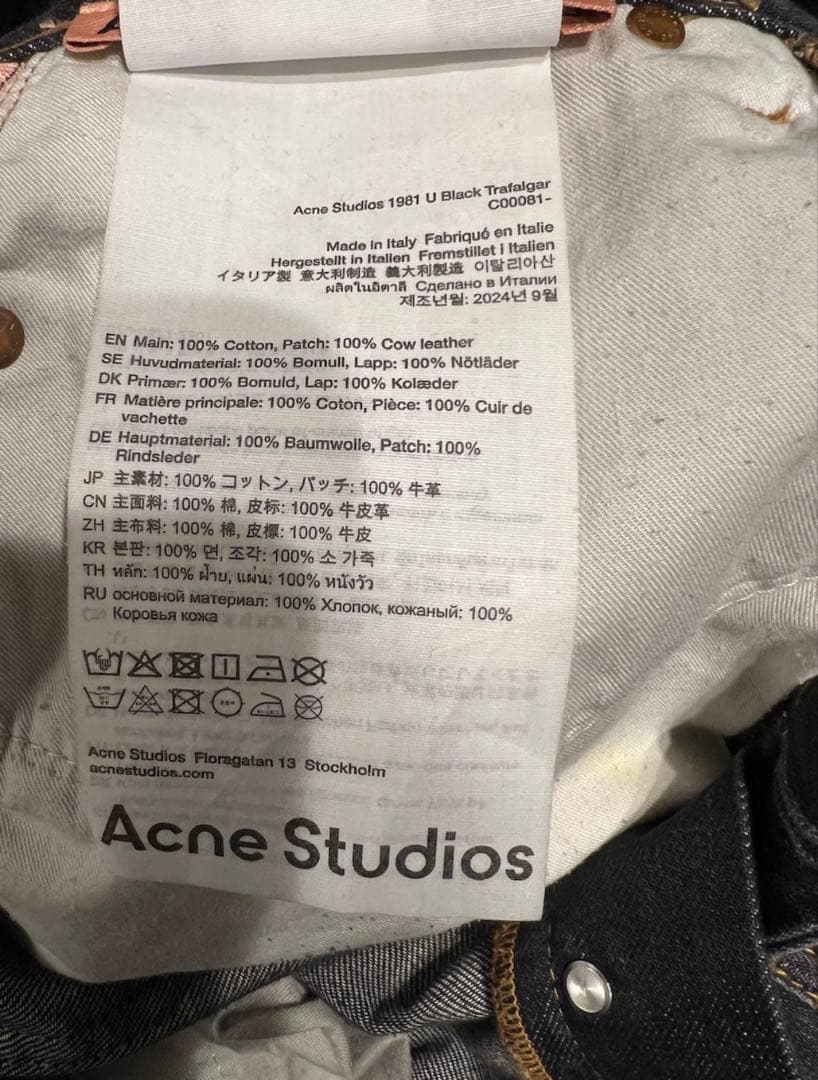 Acne Studios 1981 U Black Trafalgar
C00081-
Made in Italy Fabriqué en Italie
Hergestellt in Italien Fremstillet i Italien
イタリア製 意大利制造 義大利製造 이탈리아산
ผลิตในอิตาลี Сделано в Италии
제조년월: 2024년 9월
EN Main: 100% Cotton, Patch: 100% Cow leather
SE Huvudmaterial: 100% Bomull, Lapp: 100% Nötläder
DK Primær: 100% Bomuld, Lap: 100% Kolæder
FR Matière principale: 100% Coton, Pièce: 100% Cuir de
vachette
DE Hauptmaterial: 100% Baumwolle, Patch: 100%
Rindsleder
JP 主素材: 100% コットン, パッチ: 100% 牛革
CN 主面料: 100% 棉, 皮标: 100% 牛皮革
ZH 主布料: 100% 棉, 皮標: 100% 牛皮
KR 본판: 100% 면, 조각: 100% 소 가죽
TH หลัก: 100% ฝ้าย, แผ่น: 100% หนังวัว
RU основной материал: 100% Хлопок, кожаный: 100%
Коровья кожа
Acne Studios Floragatan 13 Stockholm
acnestudios.com
Acne Studios